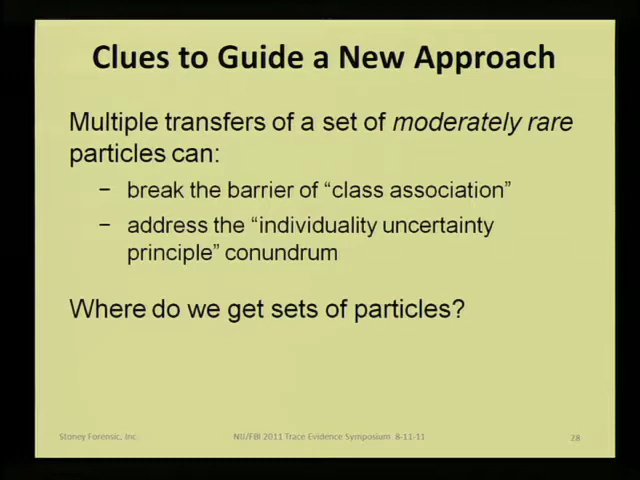 Clues to Guide a New Approach
Multiple transfers of a set of moderately rare
particles can:
− break the barrier of “class association”
− address the “individuality uncertainty
principle” conundrum
Where do we get sets of particles?
Stoney Forensic, Inc.
NIJ/FBI 2011 Trace Evidence Symposium 8-11-11
28